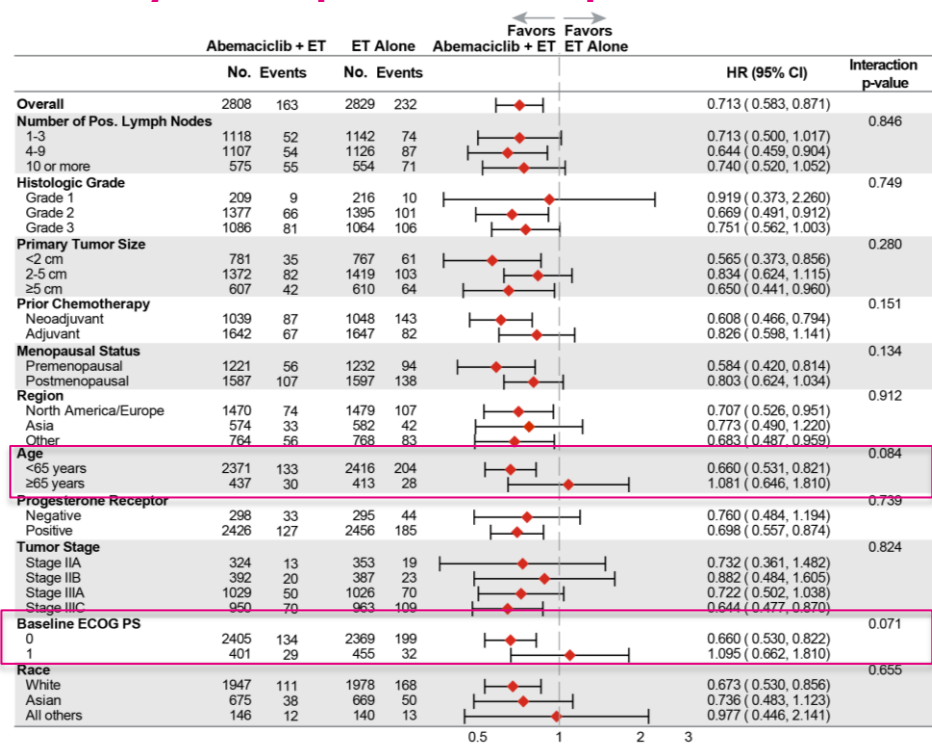 Favors Favors
Abemaciclib + ET ET Alone Abemaciclib + ET ET Alone
No. Events No. Events HR (95% CI) Interaction p-value
Overall 2808 163 2829 232 0.713 ( 0.583, 0.871)
Number of Pos. Lymph Nodes 0.846
1-3 1118 52 1142 74 0.713 ( 0.500, 1.017)
4-9 1107 54 1126 87 0.644 ( 0.459, 0.904)
10 or more 575 55 554 71 0.740 ( 0.520, 1.052)
Histologic Grade 0.749
Grade 1 209 9 216 10 0.919 ( 0.373, 2.260)
Grade 2 1377 66 1395 101 0.669 ( 0.491, 0.912)
Grade 3 1086 81 1064 106 0.751 ( 0.562, 1.003)
Primary Tumor Size 0.280
<2 cm 781 35 767 61 0.565 ( 0.373, 0.856)
2-5 cm 1372 82 1419 103 0.834 ( 0.624, 1.115)
≥5 cm 607 42 610 64 0.650 ( 0.441, 0.960)
Prior Chemotherapy 0.151
Neoadjuvant 1039 87 1048 143 0.608 ( 0.466, 0.794)
Adjuvant 1642 67 1647 82 0.826 ( 0.598, 1.141)
Menopausal Status 0.134
Premenopausal 1221 56 1232 94 0.584 ( 0.420, 0.814)
Postmenopausal 1587 107 1597 138 0.803 ( 0.624, 1.034)
Region 0.912
North America/Europe 1470 74 1479 107 0.707 ( 0.526, 0.951)
Asia 574 33 582 42 0.773 ( 0.490, 1.220)
Other 764 56 768 83 0.683 ( 0.487, 0.959)
Age 0.084
<65 years 2371 133 2416 204 0.660 ( 0.531, 0.821)
≥65 years 437 30 413 28 1.081 ( 0.646, 1.810)
Progesterone Receptor 0.739
Negative 298 33 295 44 0.760 ( 0.484, 1.194)
Positive 2426 127 2456 185 0.698 ( 0.557, 0.874)
Tumor Stage 0.824
Stage IIA 324 13 353 19 0.732 ( 0.361, 1.482)
Stage IIB 392 20 387 23 0.882 ( 0.484, 1.605)
Stage IIIA 1029 50 1026 70 0.722 ( 0.502, 1.038)
Stage IIIC 950 70 963 109 0.644 ( 0.477, 0.870)
Baseline ECOG PS 0.071
0 2405 134 2369 199 0.660 ( 0.530, 0.822)
1 401 29 455 32 1.095 ( 0.662, 1.810)
Race 0.655
White 1947 111 1978 168 0.673 ( 0.530, 0.856)
Asian 675 38 669 50 0.736 ( 0.483, 1.123)
All others 146 12 140 13 0.977 ( 0.446, 2.141)
0.5 1 2 3